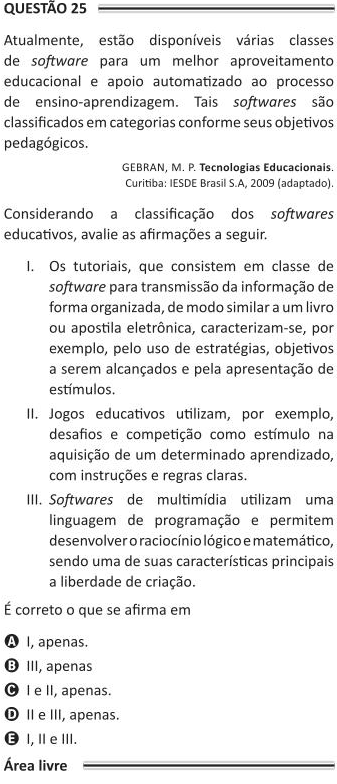 QUESTÃO 25
Atualmente, estão disponíveis várias classes
de software para um melhor aproveitamento
educacional e apoio automatizado ao processo
de ensino-aprendizagem. Tais softwares são
classificados em categorias conforme seus objetivos
pedagógicos.
GEBRAN, M. P. Tecnologias Educacionais.
Curitiba: IESDE Brasil S.A, 2009 (adaptado).
Considerando a classificação dos softwares
educativos, avalie as afirmações a seguir.
I. Os tutoriais, que consistem em classe de
software para transmissão da informação de
forma organizada, de modo similar a um livro
ou apostila eletrônica, caracterizam-se, por
exemplo, pelo uso de estratégias, objetivos
a serem alcançados e pela apresentação de
estímulos.
II. Jogos educativos utilizam, por exemplo,
desafios e competição como estímulo na
aquisição de um determinado aprendizado,
com instruções e regras claras.
III. Softwares de multimídia utilizam uma
linguagem de programação e permitem
desenvolver o raciocínio lógico e matemático,
sendo uma de suas características principais
a liberdade de criação.
É correto o que se afirma em
A I, apenas.
B III, apenas
C I e II, apenas.
D II e III, apenas.
E I, II e III.
Área livre